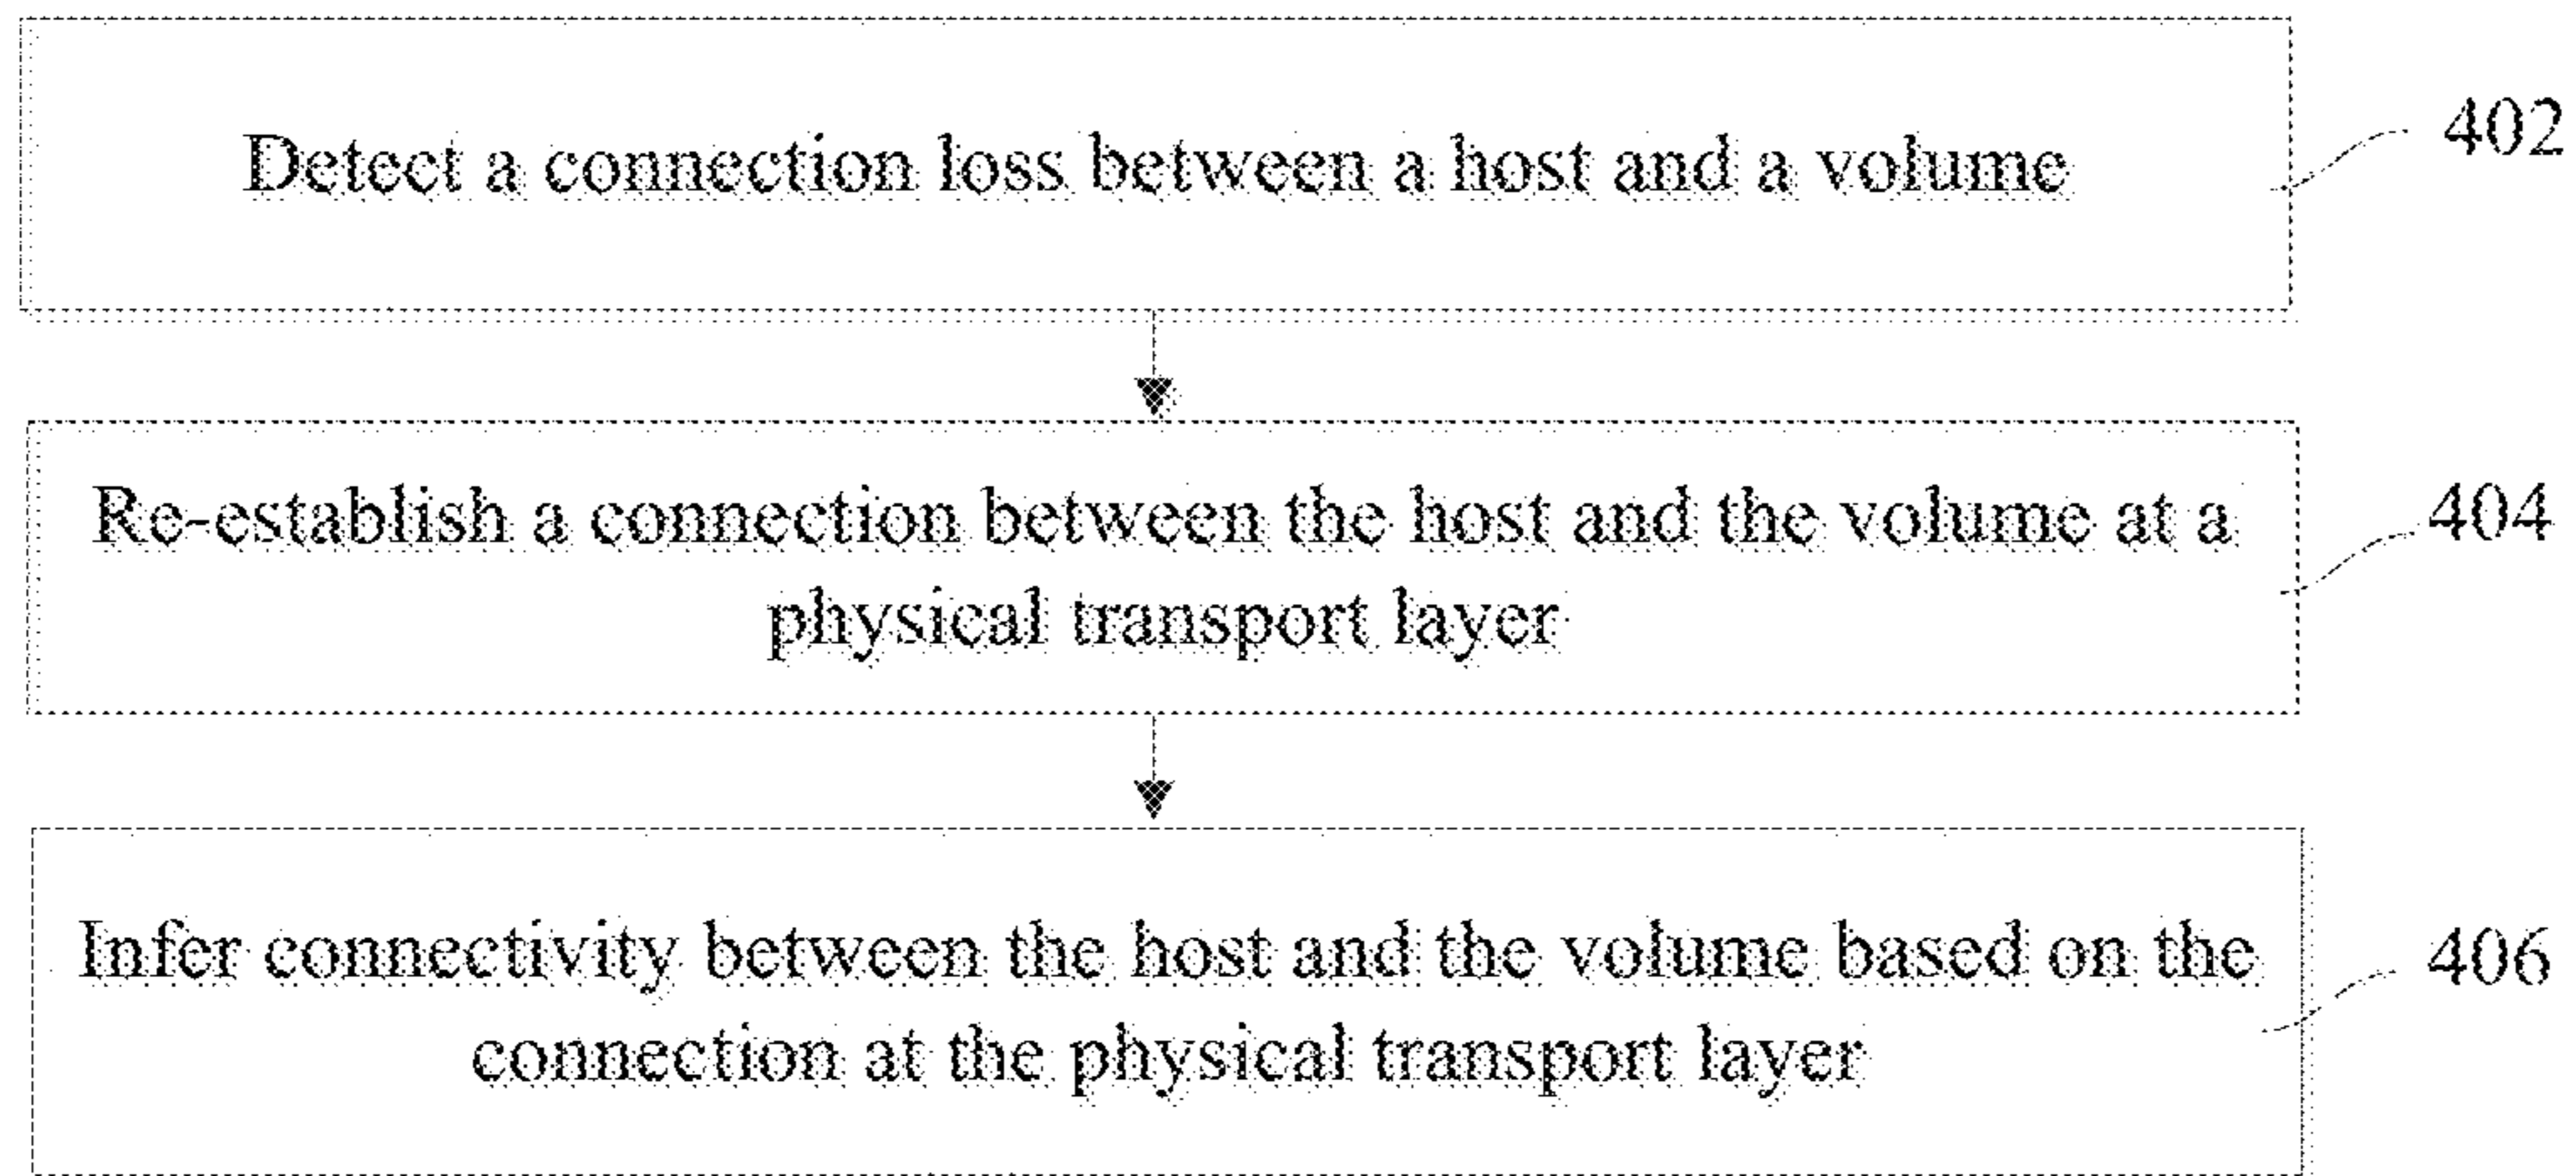 Detect a connection loss between a host and a volume
402
Re-establish a connection between the host and the volume at a
physical transport layer
404
Infer connectivity between the host and the volume based on the
connection at the physical transport layer
406